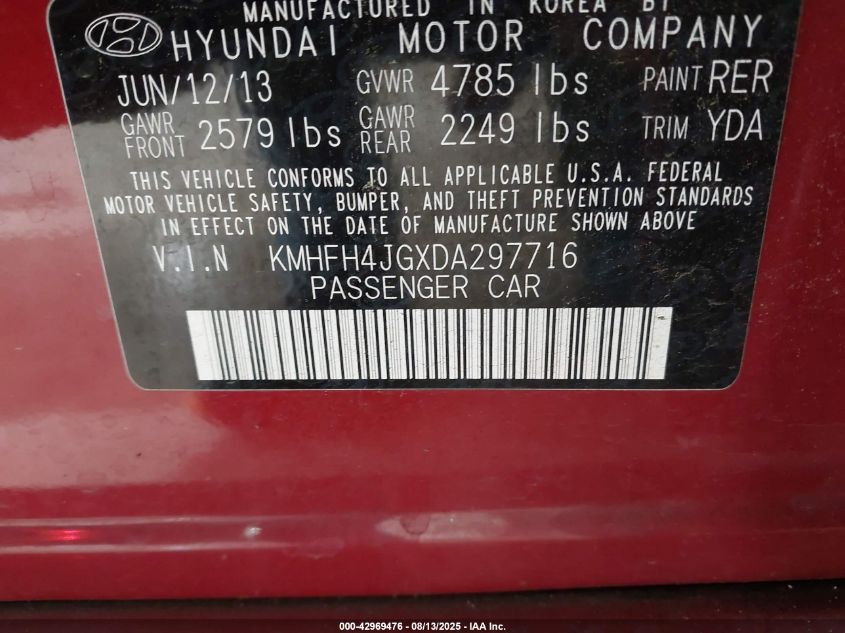 MANUFACTURED IN KOREA BY
HYUNDAI MOTOR COMPANY
JUN/12/13 GVWR 4785 lbs PAINT RER
GAWR FRONT 2579 lbs GAWR REAR 2249 lbs TRIM YDA
THIS VEHICLE CONFORMS TO ALL APPLICABLE U.S.A. FEDERAL
MOTOR VEHICLE SAFETY, BUMPER, AND THEFT PREVENTION STANDARDS
IN EFFECT ON THE DATE OF MANUFACTURE SHOWN ABOVE
V.I.N KMHFH4JGXDA297716
PASSENGER CAR
000-42969476 - 08/13/2025 - IAA Inc.